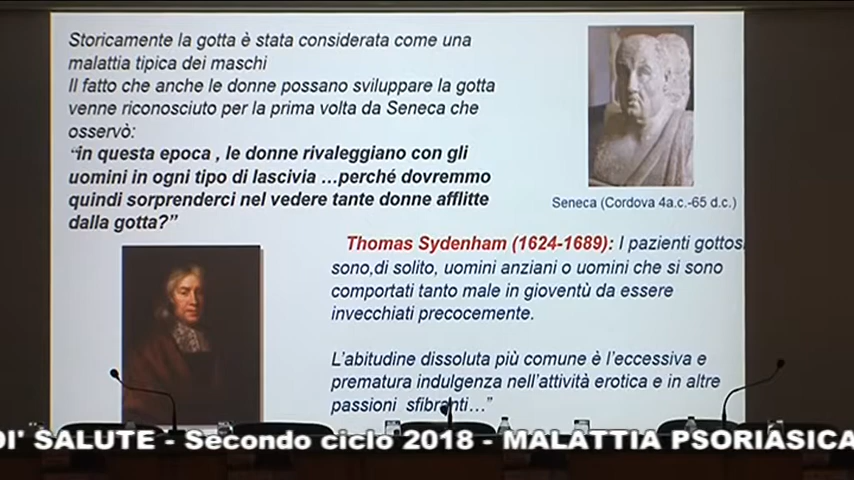 Storicamente la gotta è stata considerata come una
malattia tipica dei maschi
Il fatto che anche le donne possano sviluppare la gotta
venne riconosciuto per la prima volta da Seneca che
osservò:
“in questa epoca , le donne rivaleggiano con gli
uomini in ogni tipo di lascivia …perché dovremmo
quindi sorprenderci nel vedere tante donne afflitte
dalla gotta?”
Seneca (Cordova 4a.c.-65 d.c.)
Thomas Sydenham (1624-1689): I pazienti gottosi
sono,di solito, uomini anziani o uomini che si sono
comportati tanto male in gioventù da essere
invecchiati precocemente.
L’abitudine dissoluta più comune è l’eccessiva e
prematura indulgenza nell’attività erotica e in altre
passioni sfibranti…”
DI' SALUTE - Secondo ciclo 2018 - MALATTIA PSORIASICA